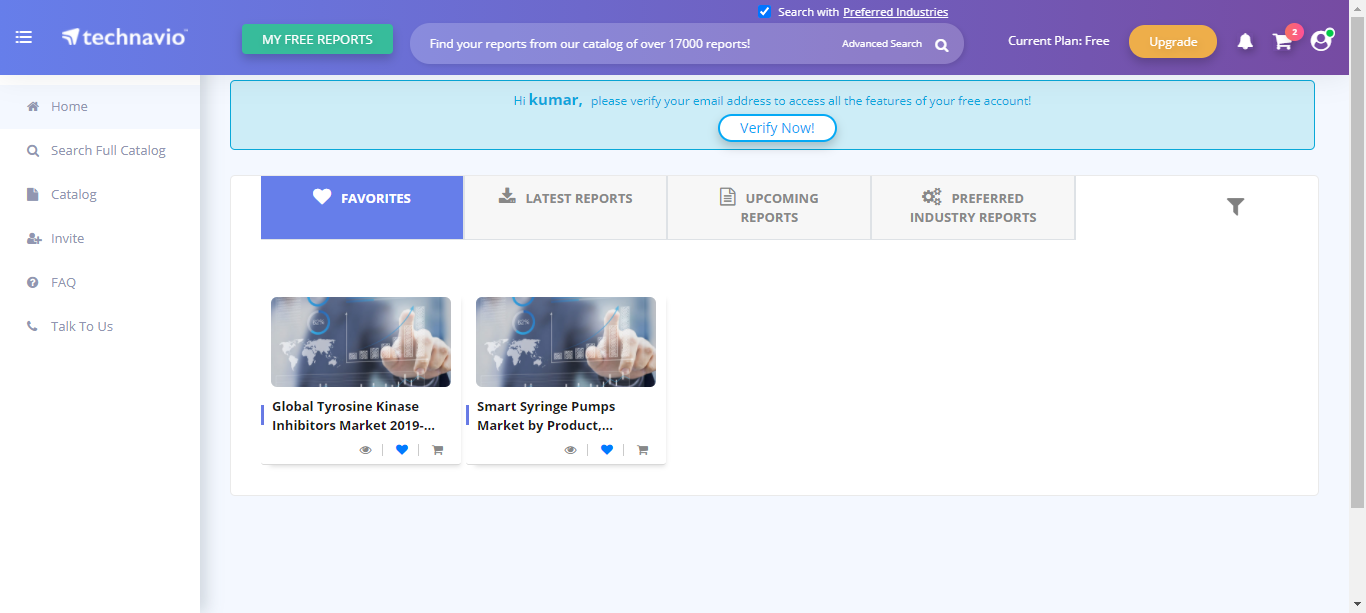 Search with Preferred Industries
technavio
MY FREE REPORTS
Find your reports from our catalog of over 17000 reports!
Advanced Search
Current Plan: Free
Upgrade
2
Home
Search Full Catalog
Catalog
Invite
FAQ
Talk To Us
Hi kumar, please verify your email address to access all the features of your free account!
Verify Now!
FAVORITES
LATEST REPORTS
UPCOMING
REPORTS
PREFERRED
INDUSTRY REPORTS
Global Tyrosine Kinase
Inhibitors Market 2019-...
Smart Syringe Pumps
Market by Product,...